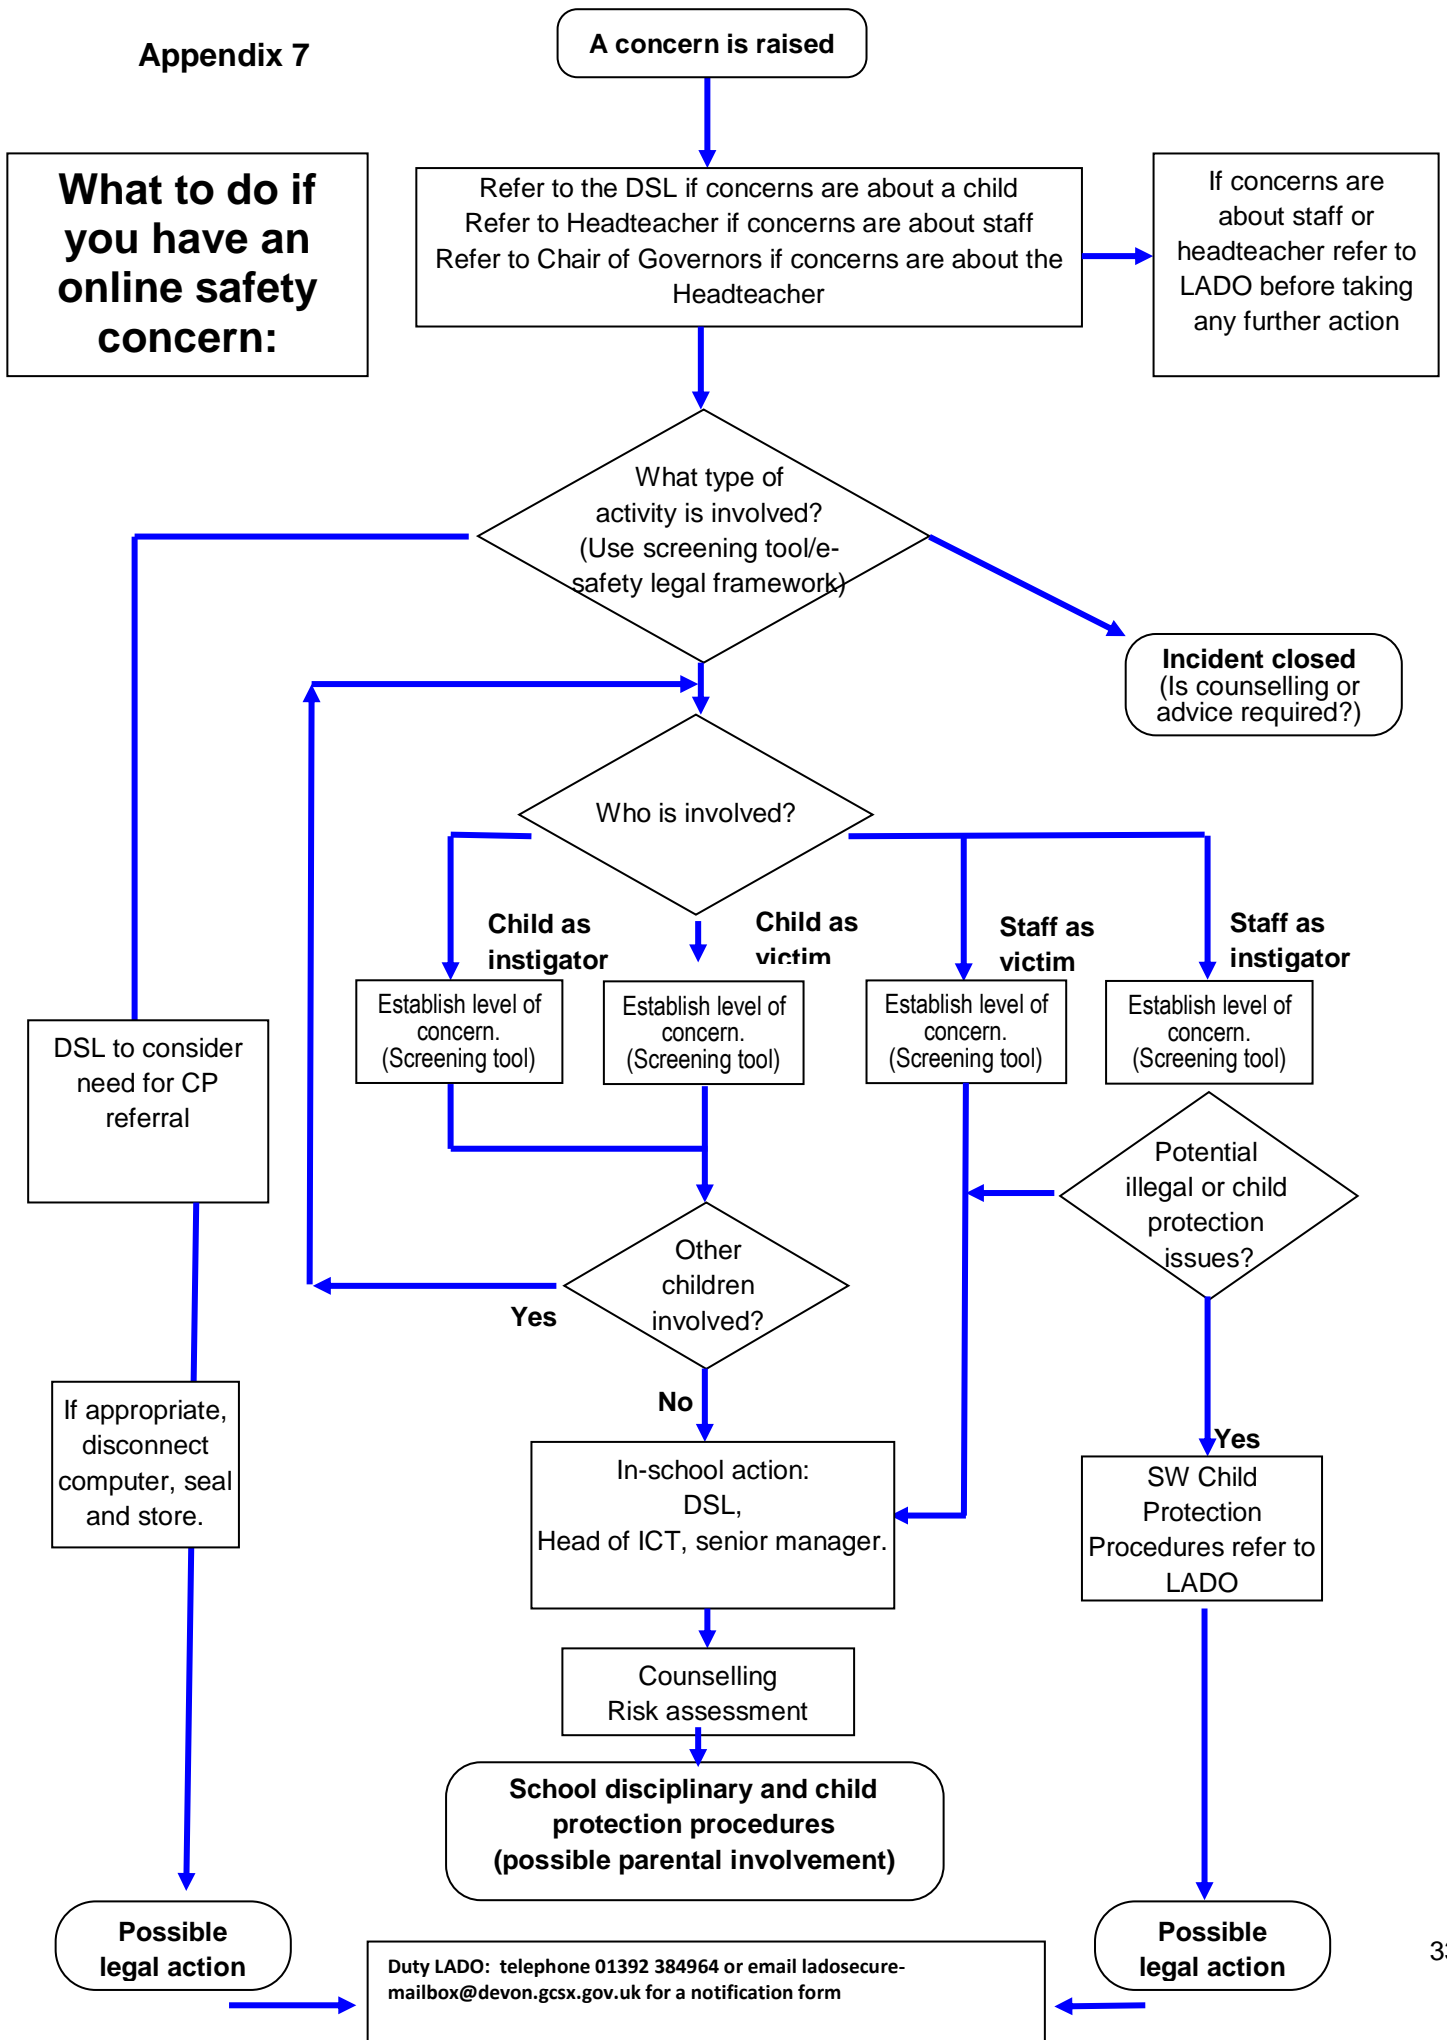 Appendix 7
A concern is raised
What to do if
you have an
online safety
concern:
Refer to the DSL if concerns are about a child
Refer to Headteacher if concerns are about staff
Refer to Chair of Governors if concerns are about the
Headteacher
If concerns are
about staff or
headteacher refer to
LADO before taking
any further action
What type of
activity is involved?
(Use screening tool/e-
safety legal framework)
Incident closed
(Is counselling or
advice required?)
Who is involved?
Child as
instigator
Child as
victim
Staff as
victim
Staff as
instigator
Establish level of
concern.
(Screening tool)
Establish level of
concern.
(Screening tool)
Establish level of
concern.
(Screening tool)
Establish level of
concern.
(Screening tool)
DSL to consider
need for CP
referral
Potential
illegal or child
protection
issues?
Other
children
involved?
Yes
No
If appropriate,
disconnect
computer, seal
and store.
In-school action:
DSL,
Head of ICT, senior manager.
Yes
SW Child
Protection
Procedures refer to
LADO
Counselling
Risk assessment
School disciplinary and child
protection procedures
(possible parental involvement)
Possible
legal action
Possible
legal action
Duty LADO:  telephone 01392 384964 or email ladosecure-
mailbox@devon.gcsx.gov.uk for a notification form